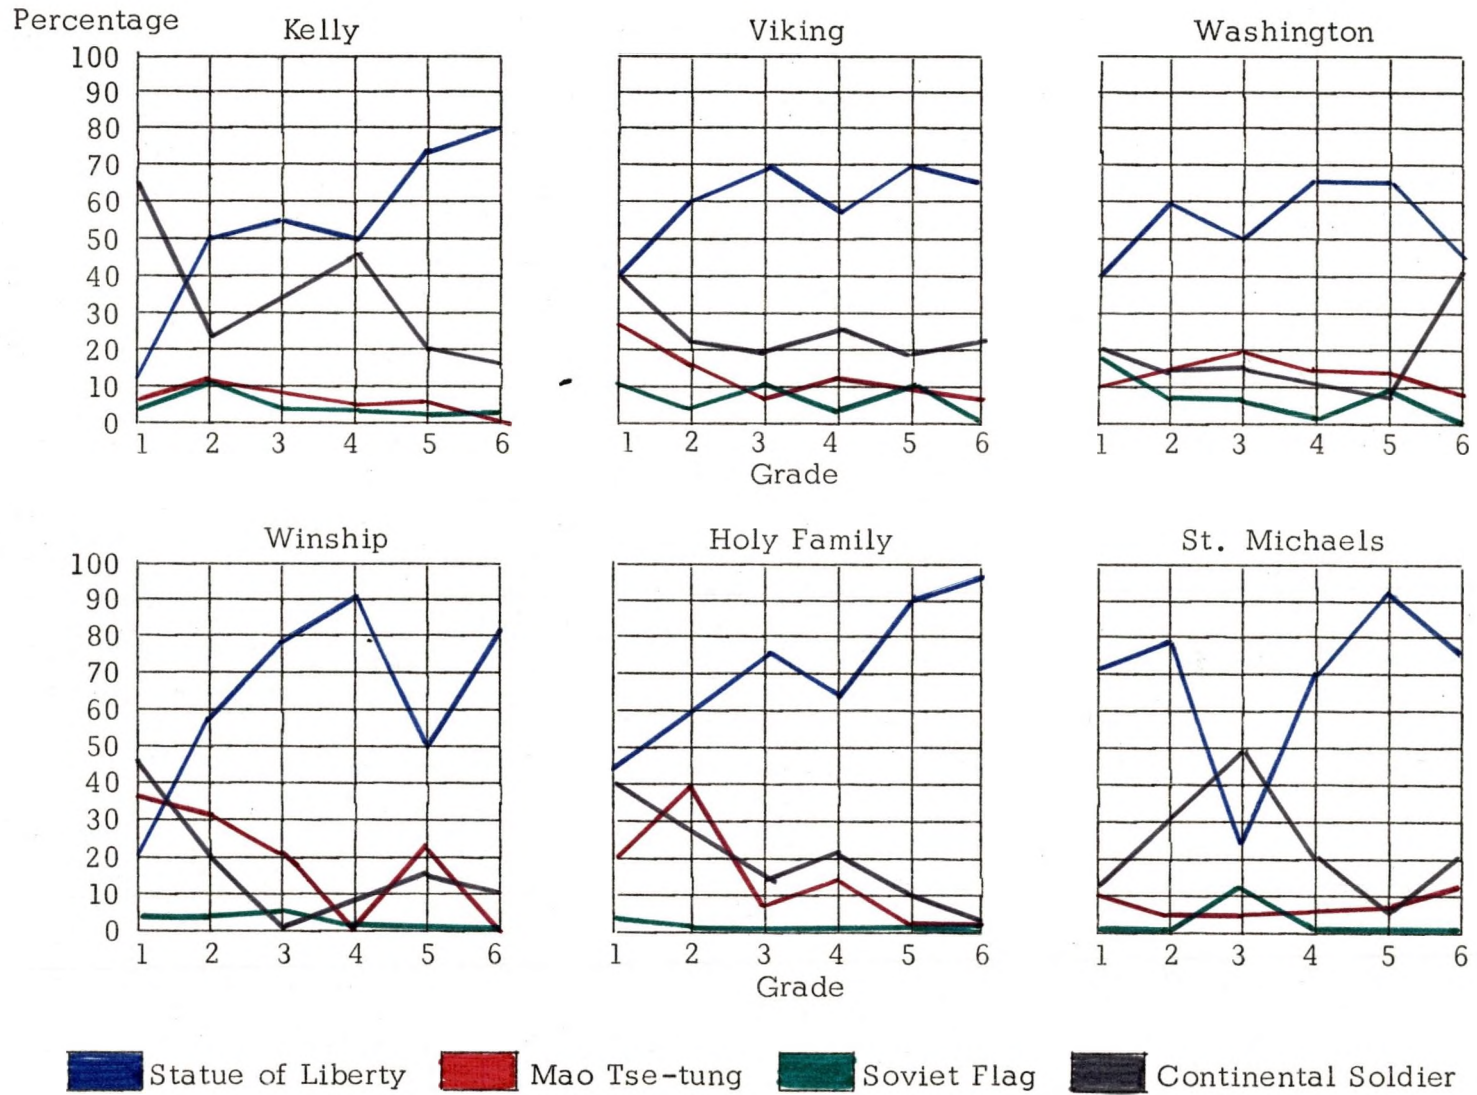 Percentage
Kelly
Viking
Washington
100
90
80
70
60
50
40
30
20
10
0
1 2 3 4 5 6
1 2 3 4 5 6
1 2 3 4 5 6
Grade
Winship
Holy Family
St. Michaels
100
90
80
70
60
50
40
30
20
10
0
1 2 3 4 5 6
1 2 3 4 5 6
1 2 3 4 5 6
Grade
Statue of Liberty
Mao Tse-tung
Soviet Flag
Continental Soldier